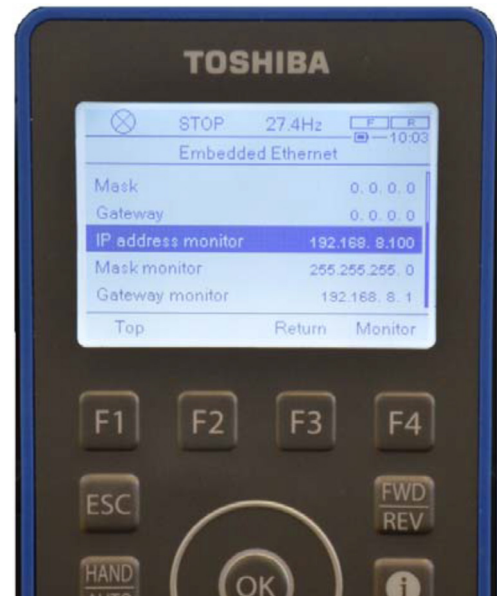 TOSHIBA
STOP 27.4Hz F R
10:03
Embedded Ethernet
Mask 0. 0. 0. 0
Gateway 0. 0. 0. 0
IP address monitor 192.168. 8.100
Mask monitor 255.255.255. 0
Gateway monitor 192.168. 8. 1
Top Return Monitor
F1 F2 F3 F4
ESC FWD
REV
HAND
AUTO
OK i